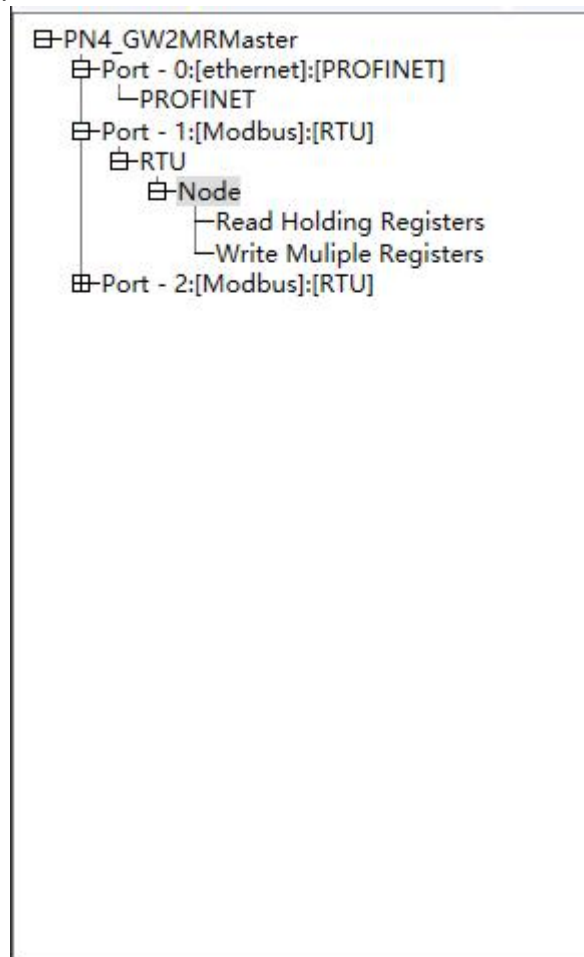 PN4_GW2MRMaster
Port - 0:[ethernet]:[PROFINET]
PROFINET
Port - 1:[Modbus]:[RTU]
RTU
Node
Read Holding Registers
Write Muliple Registers
Port - 2:[Modbus]:[RTU]